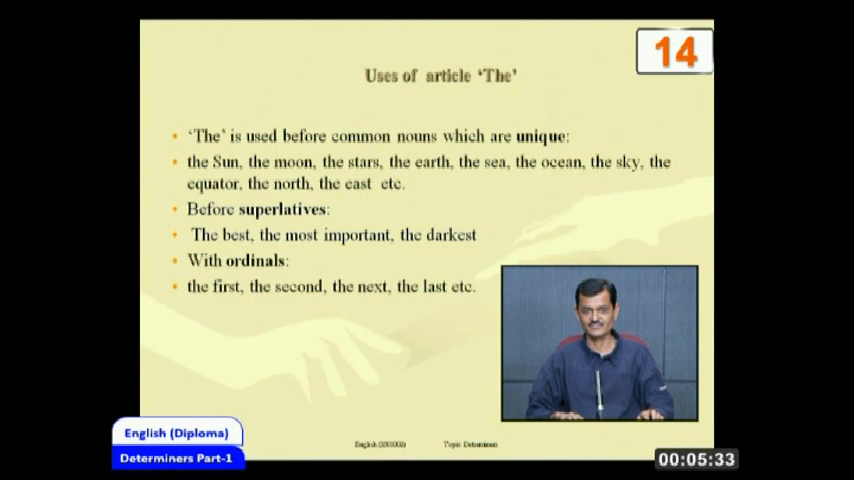 14
Uses of article ‘The’
• ‘The’ is used before common nouns which are unique:
• the Sun, the moon, the stars, the earth, the sea, the ocean, the sky, the
equator, the north, the east etc.
• Before superlatives:
• The best, the most important, the darkest
• With ordinals:
• the first, the second, the next, the last etc.
English (Diploma)
Determiners Part-1
Topic: Determiners
00:05:33